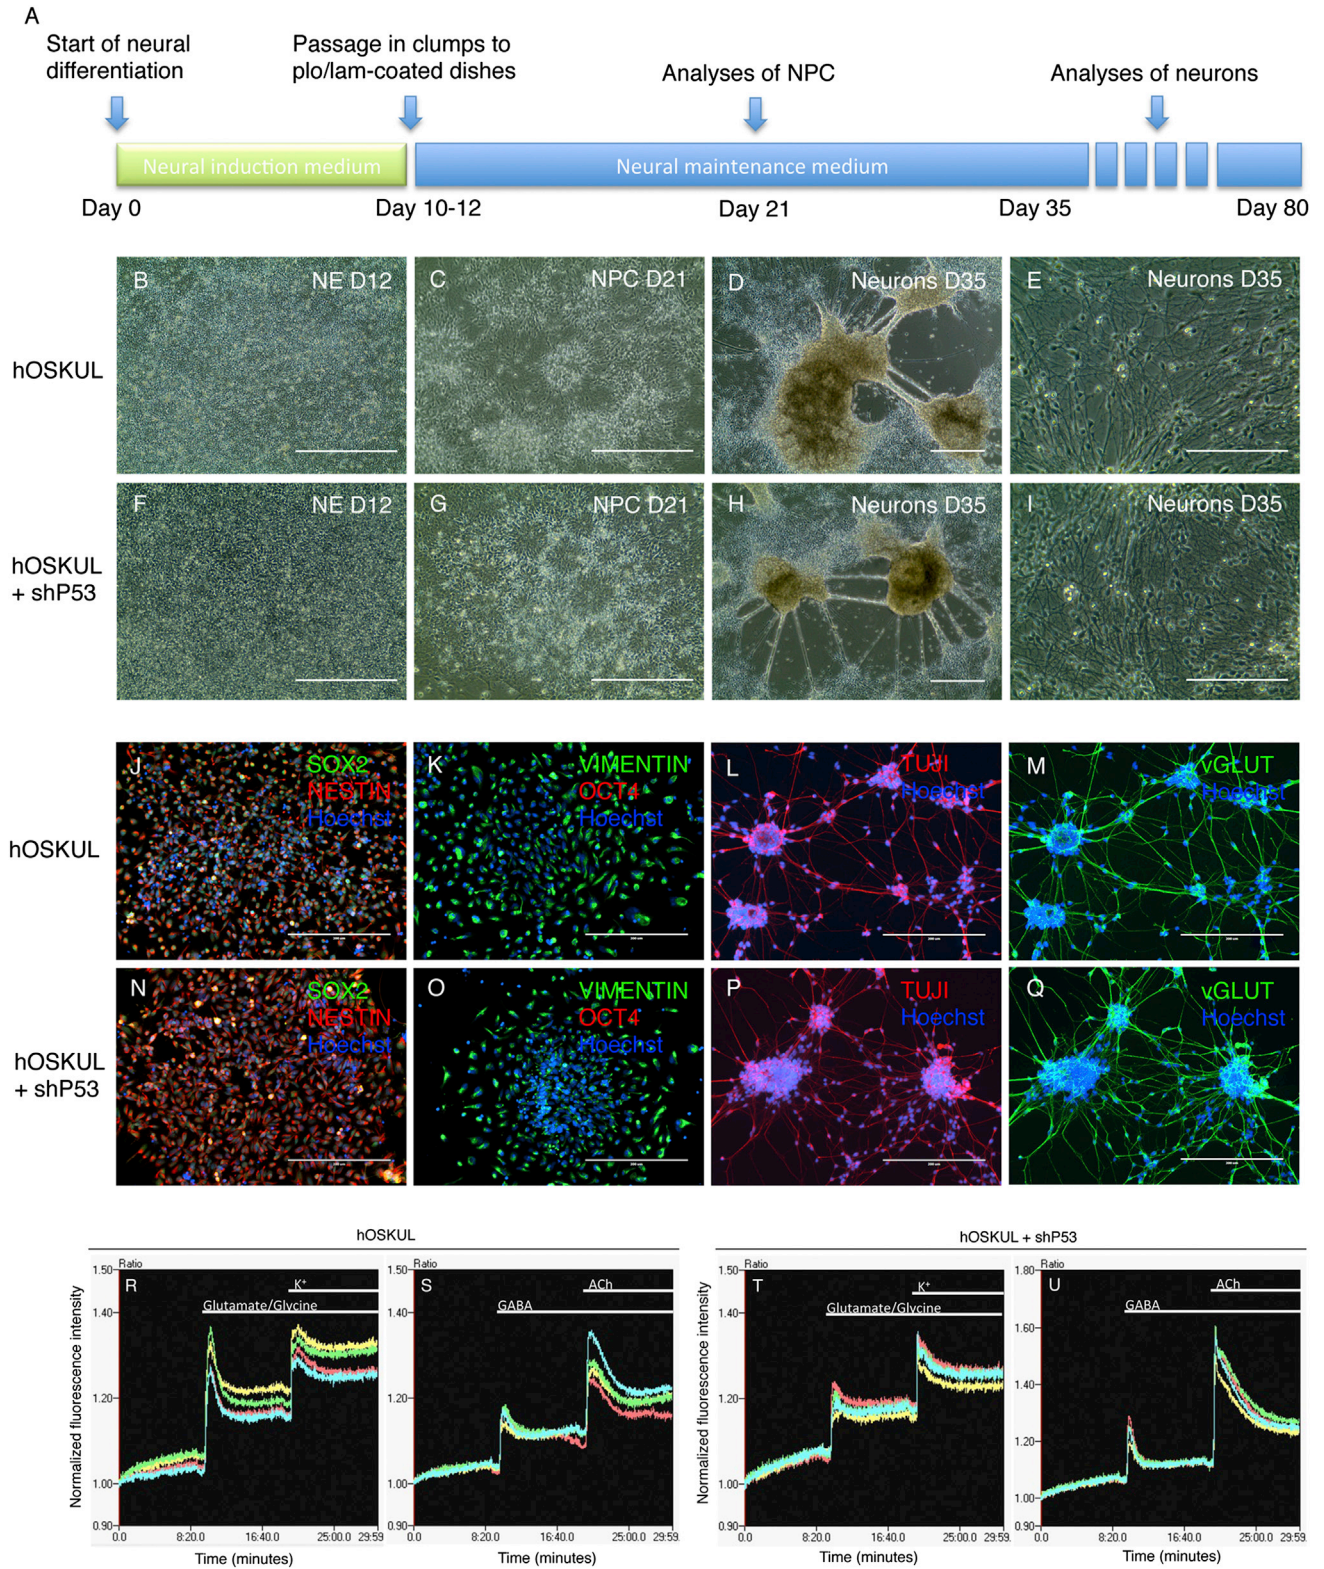 A
Start of neural
differentiation
Passage in clumps to
plo/lam-coated dishes
Analyses of NPC
Analyses of neurons
Neural induction medium
Neural maintenance medium
Day 0
Day 10-12
Day 21
Day 35
Day 80
hOSKUL
B
NE D12
C
NPC D21
D
Neurons D35
E
Neurons D35
hOSKUL
+ shP53
F
NE D12
G
NPC D21
H
Neurons D35
I
Neurons D35
hOSKUL
J
SOX2
NESTIN
Hoechst
K
VIMENTIN
OCT4
Hoechst
L
TUJI
Hoechst
M
vGLUT
Hoechst
hOSKUL
+ shP53
N
SOX2
NESTIN
Hoechst
O
VIMENTIN
OCT4
Hoechst
P
TUJI
Hoechst
Q
vGLUT
Hoechst
hOSKUL
hOSKUL + shP53
Normalized fluorescence intensity
Ratio
R
K+
Glutamate/Glycine
1.50
1.40
1.20
1.00
0.90
0.0 8:20.0 16:40.0 25:00.0 29:59.
Time (minutes)
Ratio
S
ACh
GABA
1.50
1.40
1.20
1.00
0.90
0.0 8:20.0 16:40.0 25:00.0 29:59.
Time (minutes)
Normalized fluorescence intensity
Ratio
T
K+
Glutamate/Glycine
1.50
1.40
1.20
1.00
0.90
0.0 8:20.0 16:40.0 25:00.0 29:59.
Time (minutes)
Ratio
U
ACh
GABA
1.80
1.60
1.40
1.20
1.00
0.90
0.0 8:20.0 16:40.0 25:00.0 29:59.
Time (minutes)